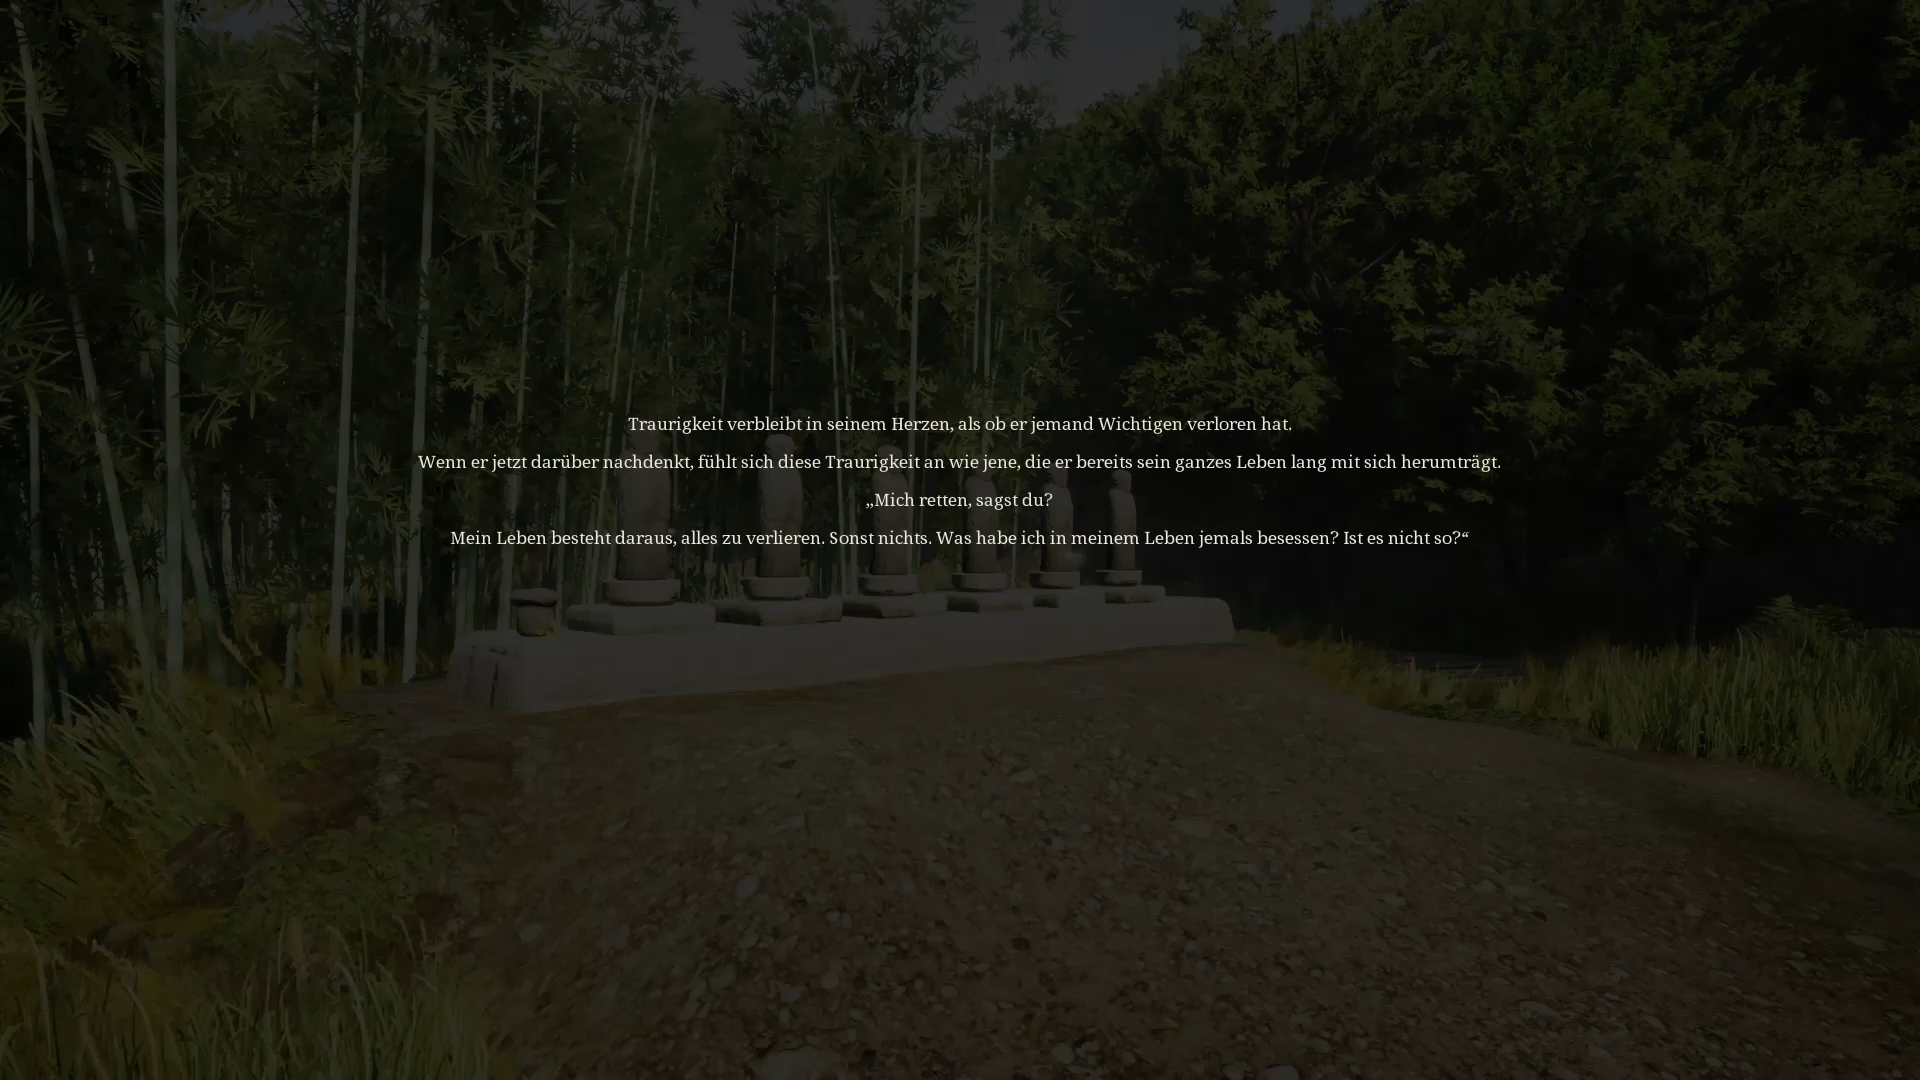 Traurigkeit verbleibt in seinem Herzen, als ob er jemand Wichtigen verloren hat.
Wenn er jetzt darüber nachdenkt, fühlt sich diese Traurigkeit an wie jene, die er bereits sein ganzes Leben lang mit sich herumträgt.
„Mich retten, sagst du?
Mein Leben besteht daraus, alles zu verlieren. Sonst nichts. Was habe ich in meinem Leben jemals besessen? Ist es nicht so?“